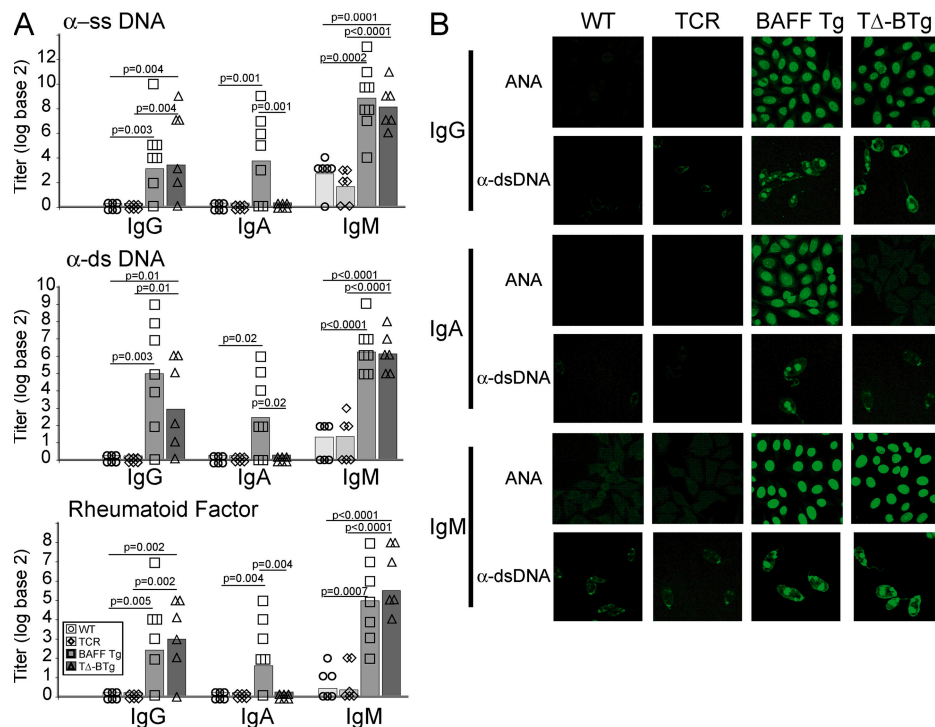 A
α–ss DNA
Titer (log base 2)
14
12
10
8
6
4
2
0
p=0.004
p=0.004
p=0.003
p=0.001
p=0.001
p=0.0001
p<0.0001
p=0.0002
IgG
IgA
IgM
α-ds DNA
Titer (log base 2)
10
9
8
7
6
5
4
3
2
1
0
p=0.01
p=0.01
p=0.003
p=0.02
p=0.02
p<0.0001
p<0.0001
p<0.0001
IgG
IgA
IgM
Rheumatoid Factor
Titer (log base 2)
8
7
6
5
4
3
2
1
0
p=0.002
p=0.002
p=0.005
p=0.004
p=0.004
p<0.0001
p<0.0001
p=0.0007
WT
TCR
BAFF Tg
TΔ-BTg
IgG
IgA
IgM
B
WT
TCR
BAFF Tg
TΔ-BTg
IgG
ANA
α-dsDNA
IgA
ANA
α-dsDNA
IgM
ANA
α-dsDNA